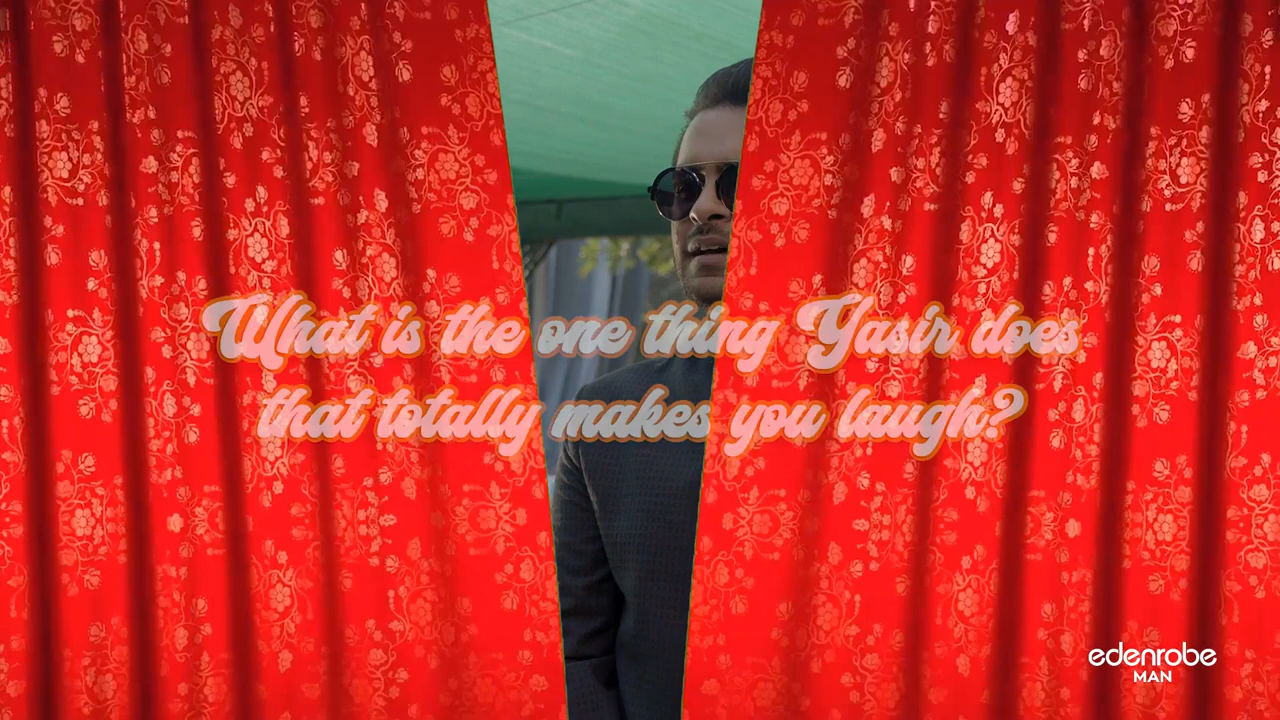 What is the one thing Yasir does
that totally makes you laugh?
edenrobe
MAN